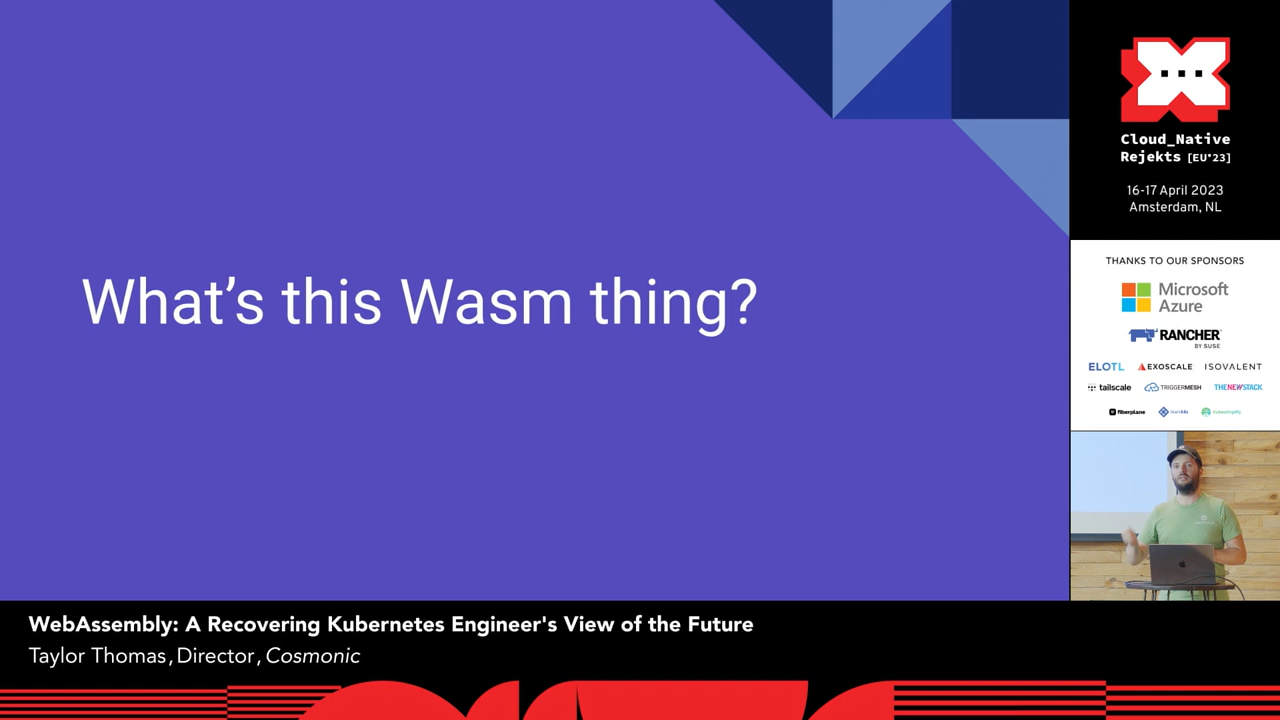 What's this Wasm thing?
Cloud_Native
Rejekts [EU*23]
16-17 April 2023
Amsterdam, NL
THANKS TO OUR SPONSORS
Microsoft
Azure
RANCHER
BY SUSE
ELOTL EXOSCALE ISOVALENT
tailscale TRIGGERMESH THENEWSTACK
fiberplane kubesimplify
WebAssembly: A Recovering Kubernetes Engineer's View of the Future
Taylor Thomas, Director, Cosmonic